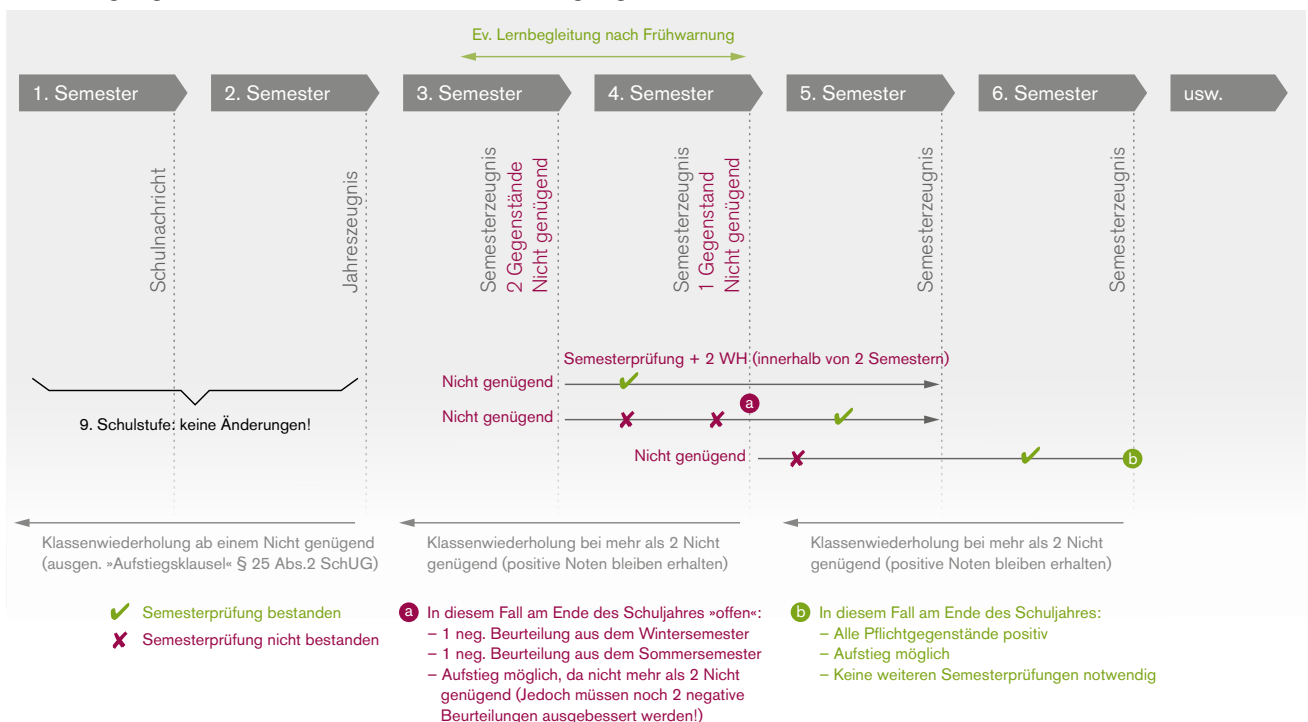 Ev. Lernbegleitung nach Frühwarnung
1. Semester
2. Semester
3. Semester
4. Semester
5. Semester
6. Semester
usw.
Schulnachricht
Jahreszeugnis
Semesterzeugnis
2 Gegenstände
Nicht genügend
Semesterzeugnis
1 Gegenstand
Nicht genügend
Semesterzeugnis
Semesterzeugnis
Semesterprüfung + 2 WH (innerhalb von 2 Semestern)
Nicht genügend
a
Nicht genügend
9. Schulstufe: keine Änderungen!
Nicht genügend
b
Klassenwiederholung ab einem Nicht genügend
(ausgen. »Aufstiegsklausel« § 25 Abs.2 SchUG)
Klassenwiederholung bei mehr als 2 Nicht
genügend (positive Noten bleiben erhalten)
Klassenwiederholung bei mehr als 2 Nicht
genügend (positive Noten bleiben erhalten)
✔ Semesterprüfung bestanden
✘ Semesterprüfung nicht bestanden
a In diesem Fall am Ende des Schuljahres »offen«:
– 1 neg. Beurteilung aus dem Wintersemester
– 1 neg. Beurteilung aus dem Sommersemester
– Aufstieg möglich, da nicht mehr als 2 Nicht
genügend (Jedoch müssen noch 2 negative
Beurteilungen ausgebessert werden!)
b In diesem Fall am Ende des Schuljahres:
– Alle Pflichtgegenstände positiv
– Aufstieg möglich
– Keine weiteren Semesterprüfungen notwendig